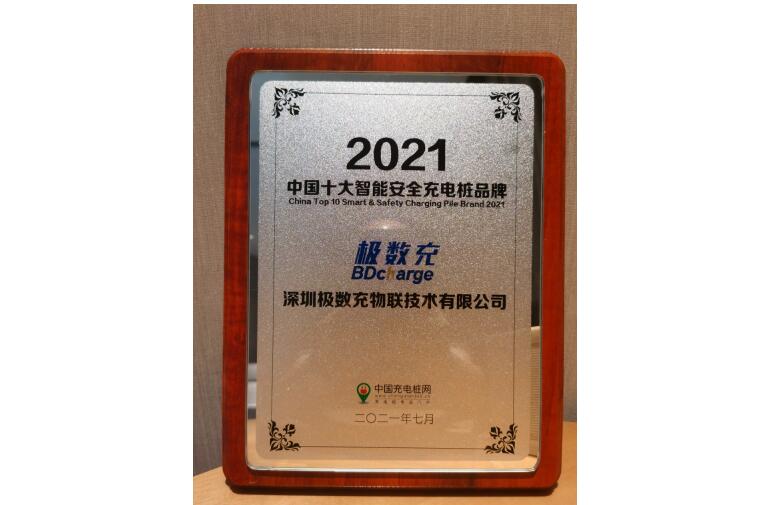 2021
中国十大智能安全充电桩品牌
China Top 10 Smart & Safety Charging Pile Brand 2021
极数充
BDcharge
深圳极数充物联技术有限公司
中国充电桩网
二〇二一年七月